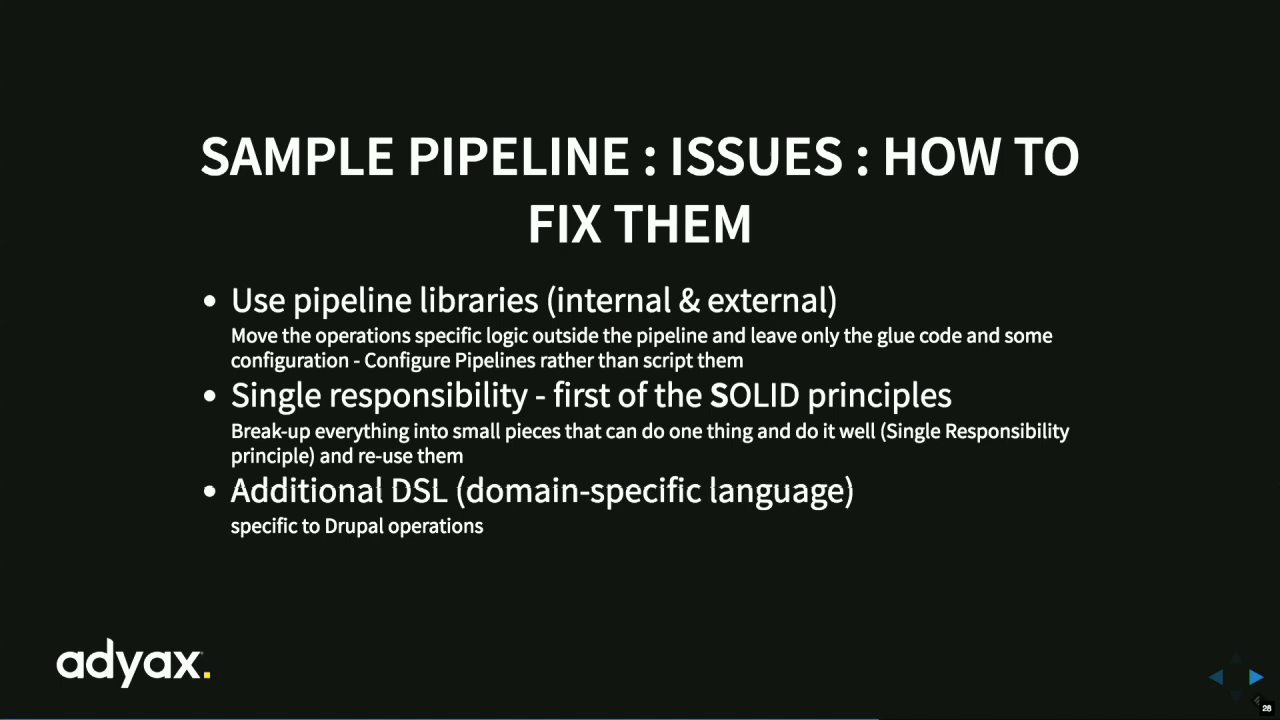 SAMPLE PIPELINE : ISSUES : HOW TO
FIX THEM
• Use pipeline libraries (internal & external)
Move the operations specific logic outside the pipeline and leave only the glue code and some
configuration - Configure Pipelines rather than script them
• Single responsibility - first of the SOLID principles
Break-up everything into small pieces that can do one thing and do it well (Single Responsibility
principle) and re-use them
• Additional DSL (domain-specific language)
specific to Drupal operations
adyax.
28